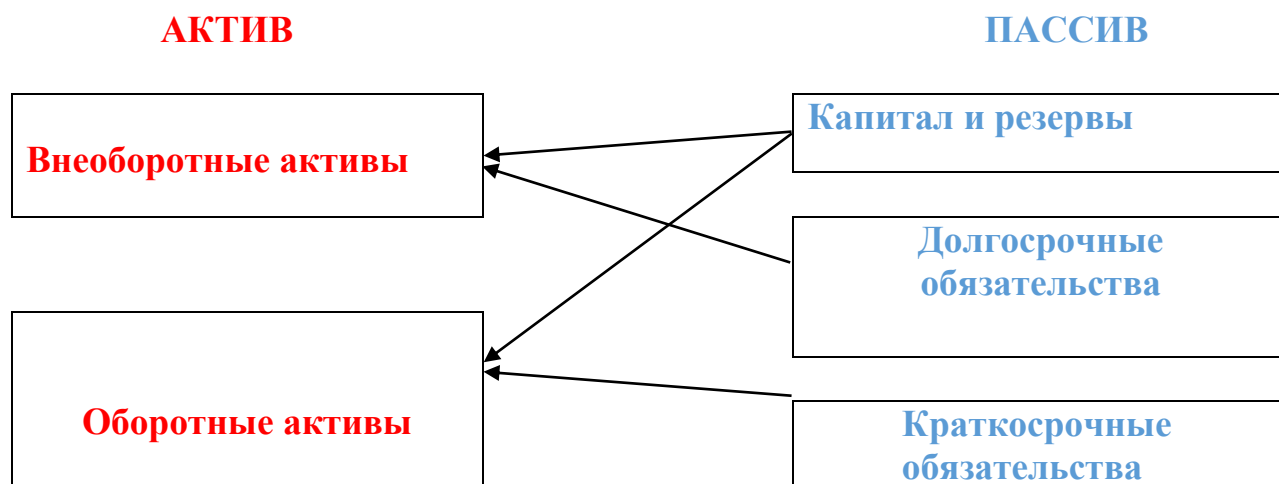 АКТИВ
ПАССИВ
Внеоборотные активы
Капитал и резервы
Долгосрочные
обязательства
Оборотные активы
Краткосрочные
обязательства